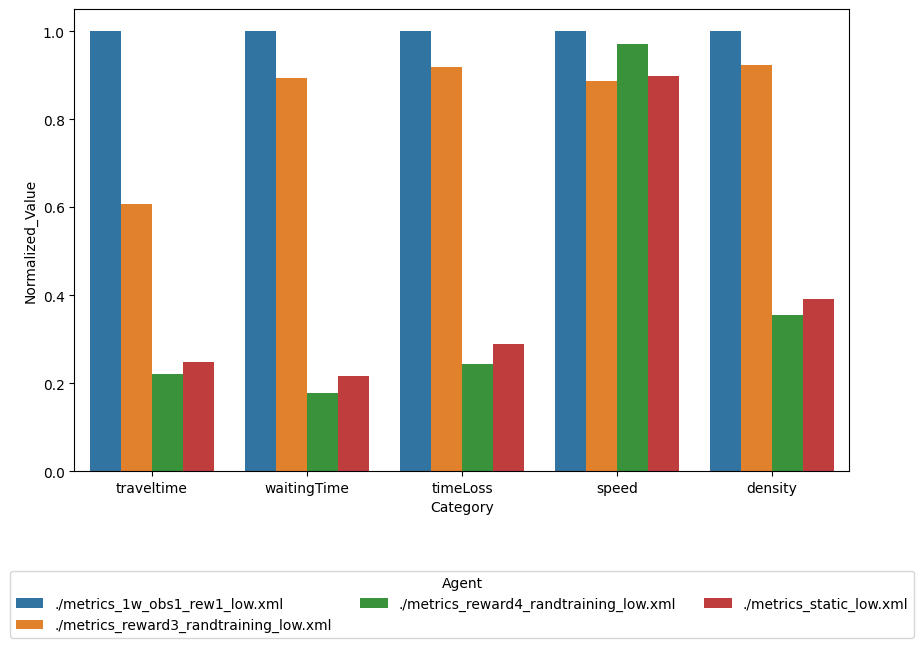 1.0
0.8
0.6
0.4
0.2
0.0
Normalized_Value
traveltime waitingTime timeLoss speed density
Category
Agent
./metrics_1w_obs1_rew1_low.xml ./metrics_reward4_randtraining_low.xml ./metrics_static_low.xml
./metrics_reward3_randtraining_low.xml